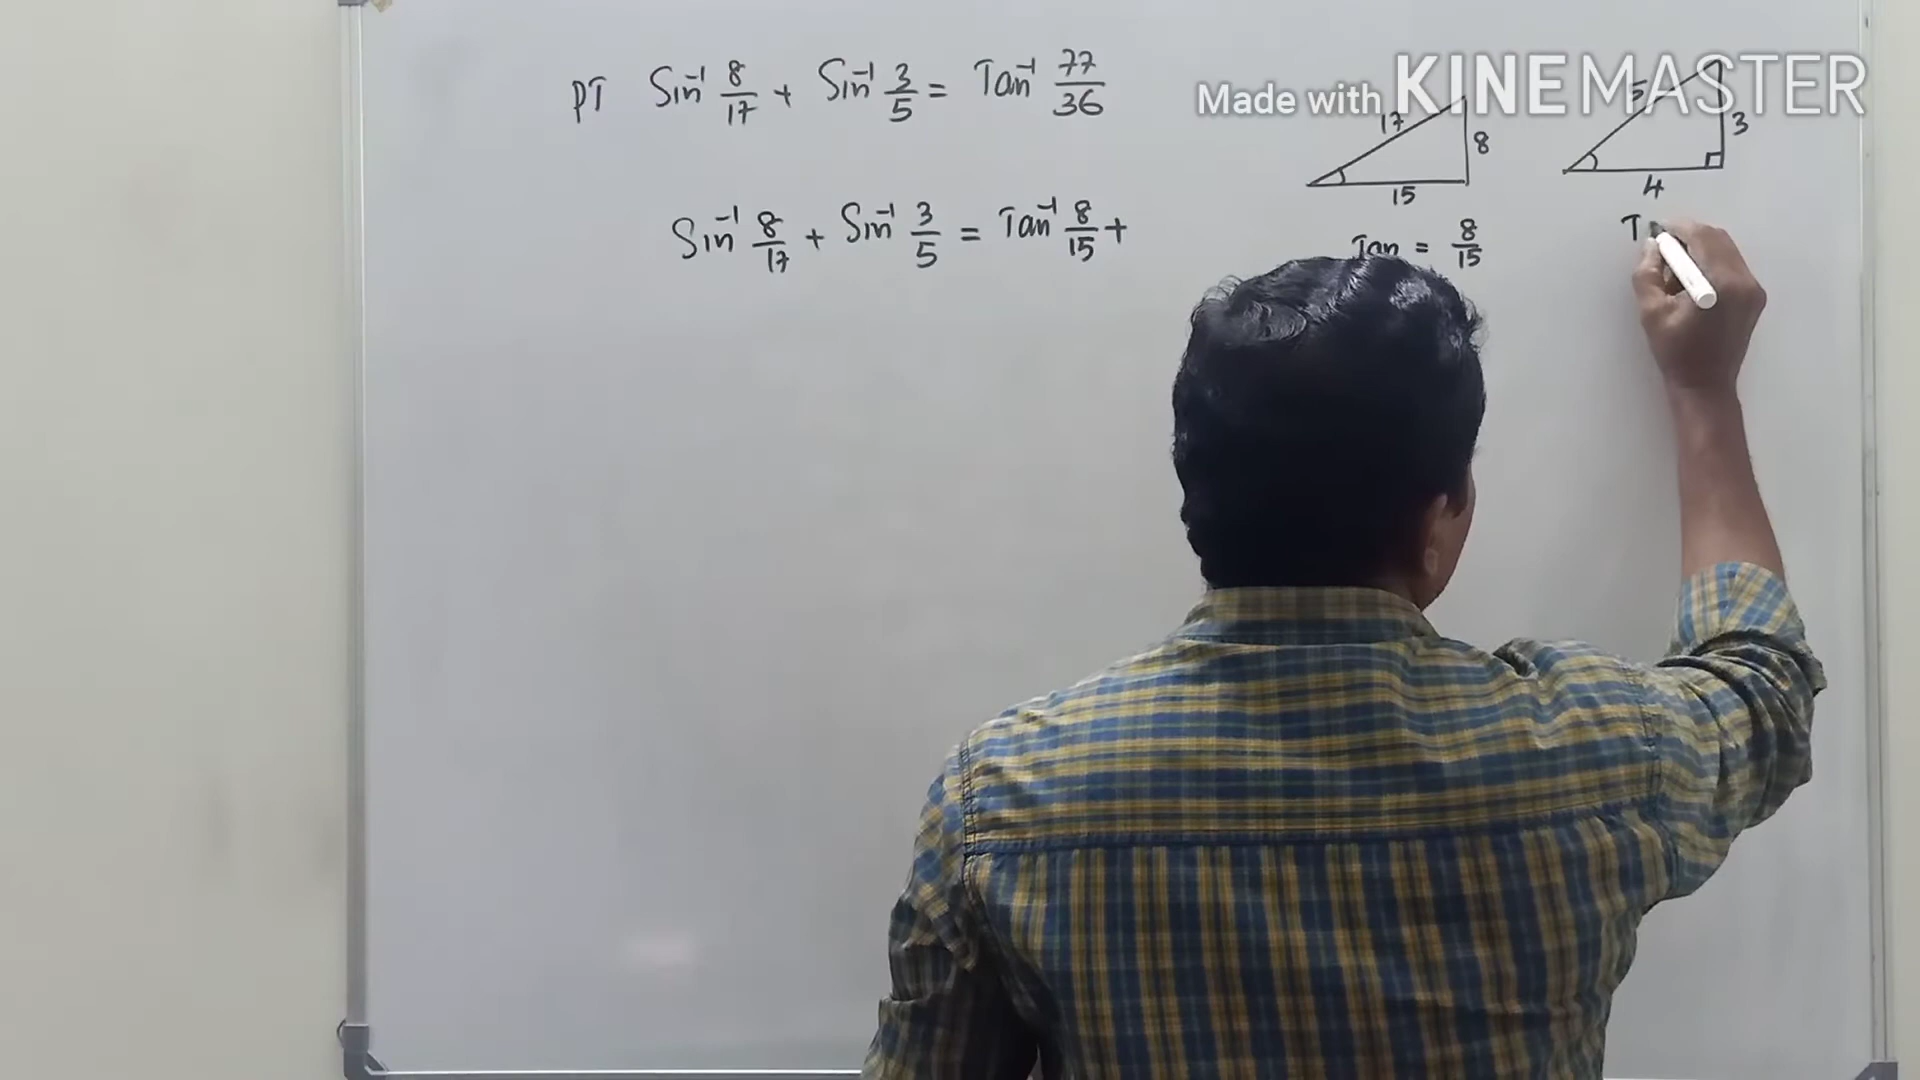 PT Sin⁻¹ 8/17 + Sin⁻¹ 3/5 = Tan⁻¹ 77/36
Made with KINEMASTER
17 8 15
5 3 4
Sin⁻¹ 8/17 + Sin⁻¹ 3/5 = Tan⁻¹ 8/15 +
Tan = 8/15
T